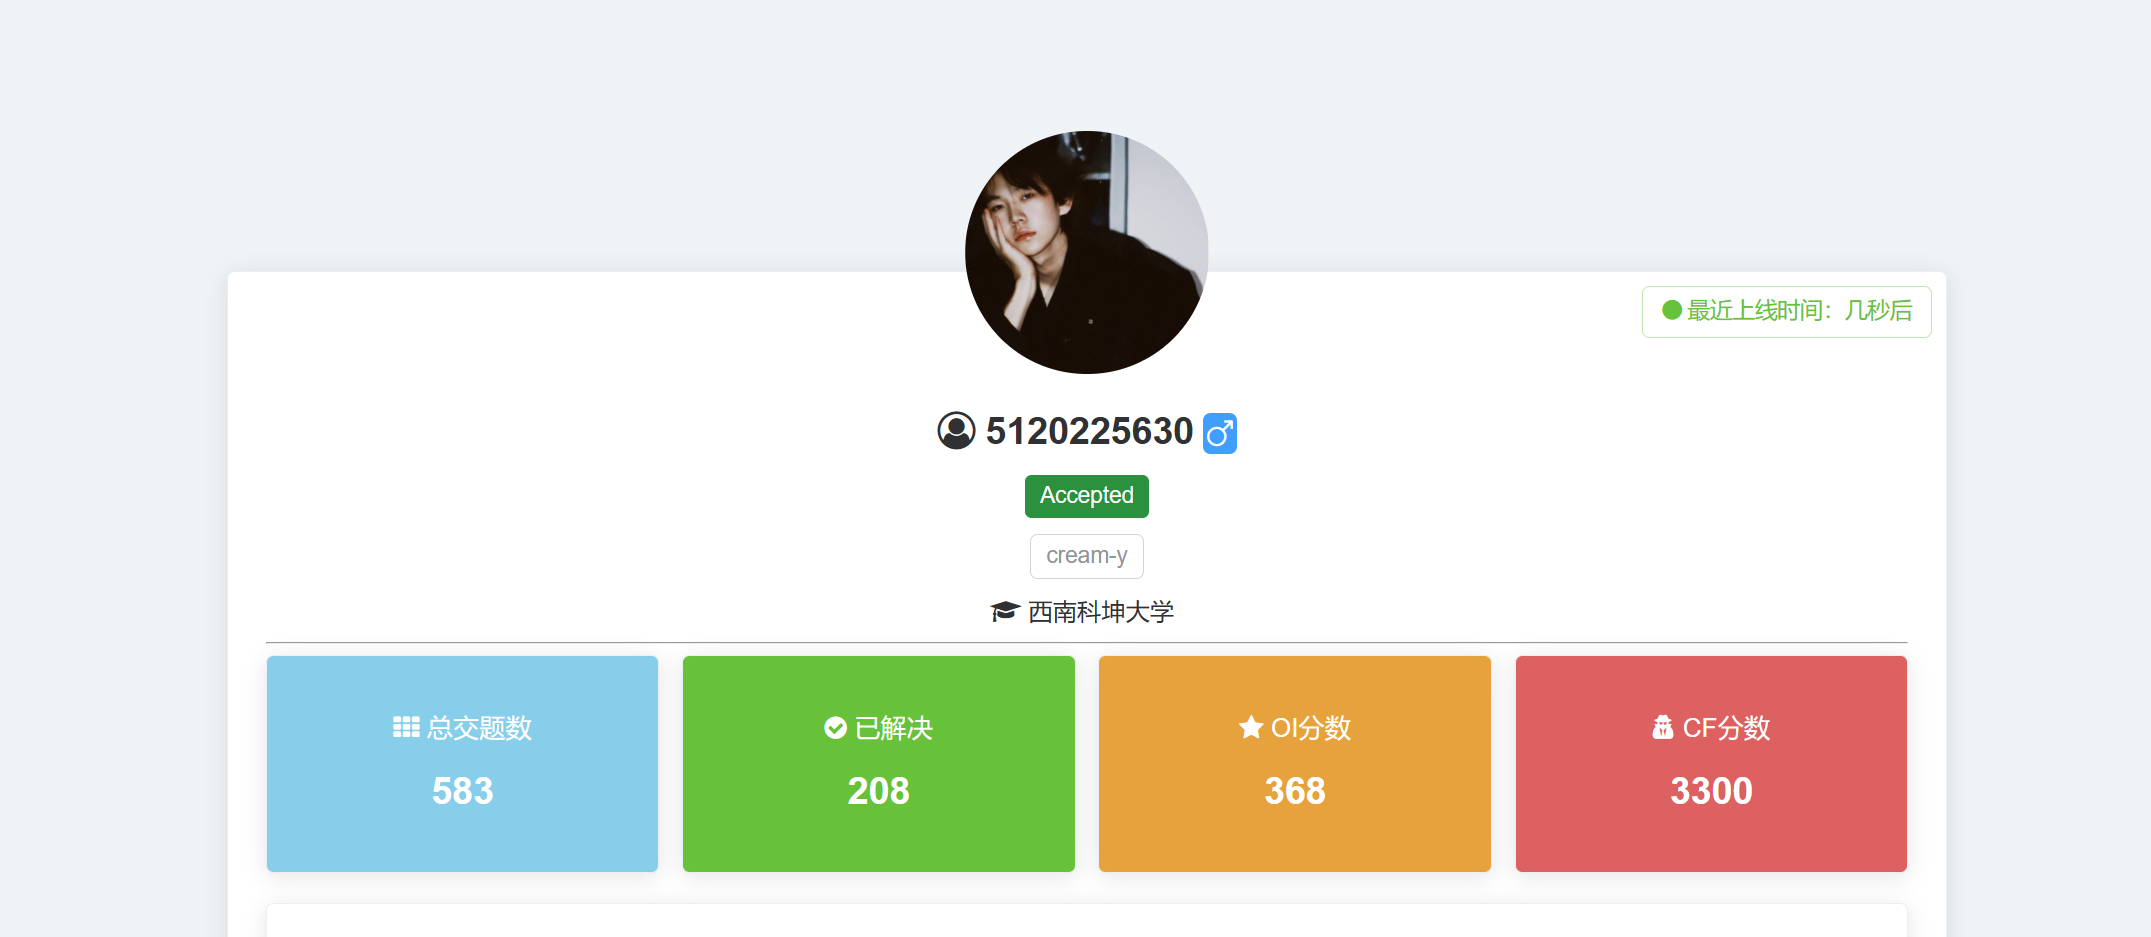 最近上线时间：几秒后
5120225630
Accepted
cream-y
西南科坤大学
总交题数
583
已解决
208
OI分数
368
CF分数
3300